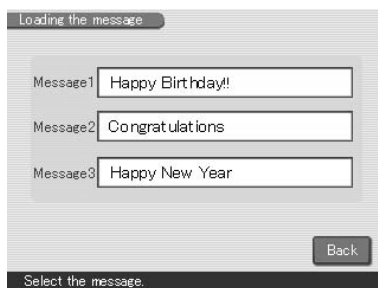 Loading the message
Message1 Happy Birthday!!
Message2 Congratulations
Message3 Happy New Year
Back
Select the message.